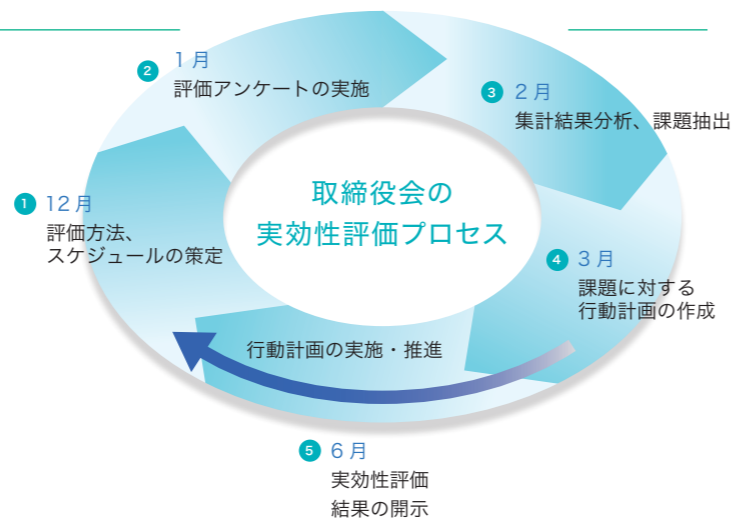 取締役会の
実効性評価プロセス
1 12月
評価方法、
スケジュールの策定
2 1月
評価アンケートの実施
3 2月
集計結果分析、課題抽出
4 3月
課題に対する
行動計画の作成
行動計画の実施・推進
5 6月
実効性評価
結果の開示